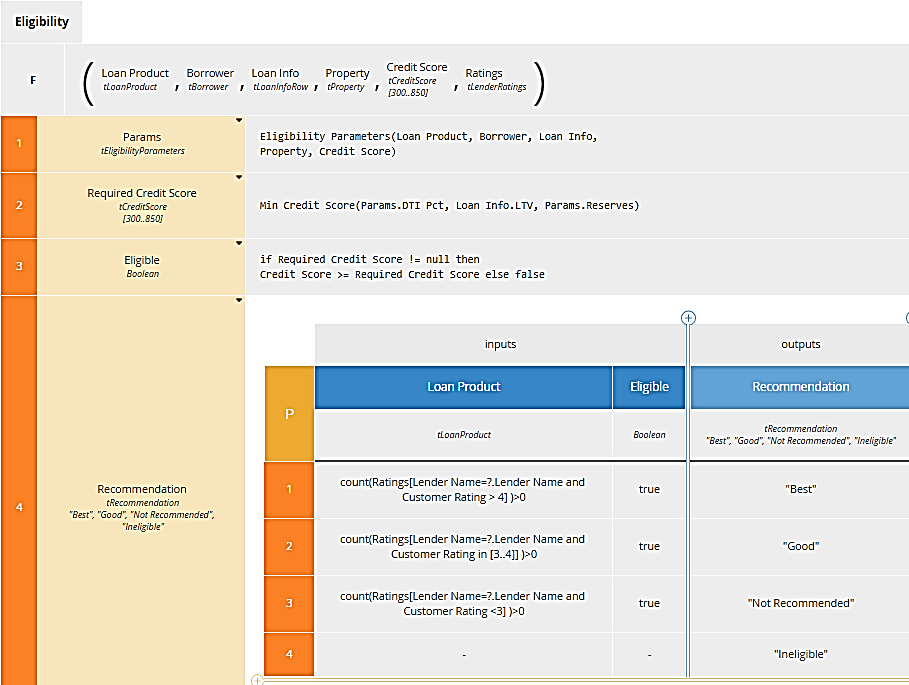 Eligibility
F
( Loan Product , Borrower , Loan Info , Property , Credit Score , Ratings )
tLoanProduct tBorrower tLoanInfoRow tProperty tCreditScore tLenderRatings
[300..850]
1
Params
tEligibilityParameters
Eligibility Parameters(Loan Product, Borrower, Loan Info,
Property, Credit Score)
2
Required Credit Score
tCreditScore
[300..850]
Min Credit Score(Params.DTI Pct, Loan Info.LTV, Params.Reserves)
3
Eligible
Boolean
if Required Credit Score != null then
Credit Score >= Required Credit Score else false
4
Recommendation
tRecommendation
"Best", "Good", "Not Recommended",
"Ineligible"
inputs outputs
P
Loan Product Eligible Recommendation
tLoanProduct Boolean tRecommendation
"Best", "Good", "Not Recommended", "Ineligible"
1
count(Ratings[Lender Name=?.Lender Name and
Customer Rating > 4] )>0
true
"Best"
2
count(Ratings[Lender Name=?.Lender Name and
Customer Rating in [3..4]] )>0
true
"Good"
3
count(Ratings[Lender Name=?.Lender Name and
Customer Rating <3] )>0
true
"Not Recommended"
4
-
-
"Ineligible"